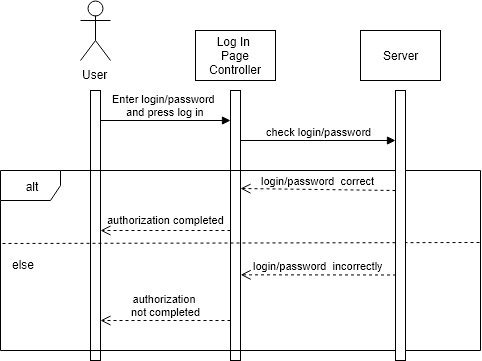 User
Log In
Page
Controller
Server
Enter login/password
and press log in
check login/password
alt
login/password correct
authorization completed
else
login/password incorrectly
authorization
not completed